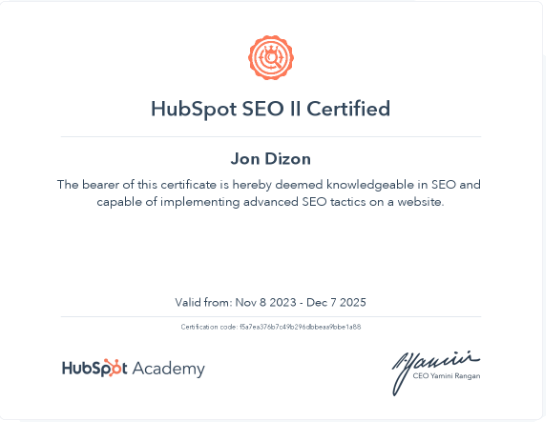 HubSpot SEO II Certified
Jon Dizon
The bearer of this certificate is hereby deemed knowledgeable in SEO and
capable of implementing advanced SEO tactics on a website.
Valid from: Nov 8 2023 - Dec 7 2025
Certification code:
HubSpot Academy
CEO Yamini Rangan